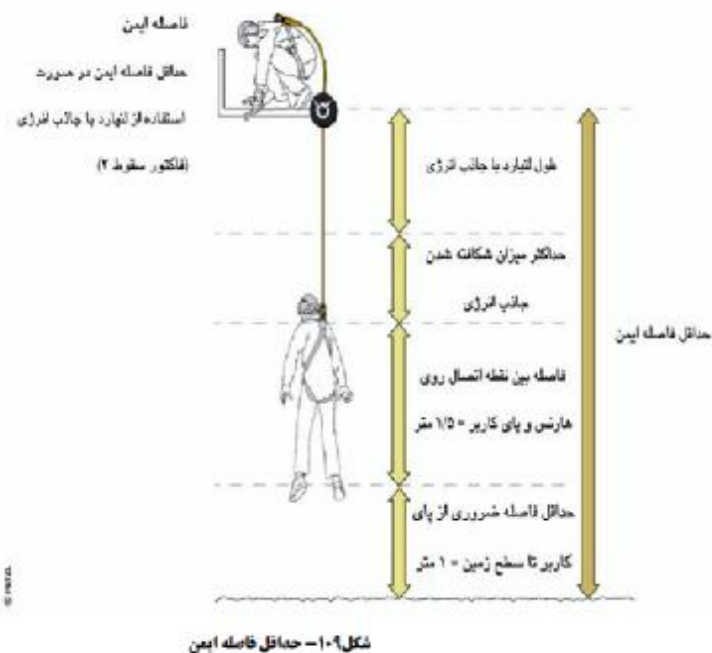 فاصله ایمن
حداقل فاصله ایمن در صورت
استفاده از لنیارد با جاذب انرژی
(فاکتور سقوط ۲)
طول لنیارد با جاذب انرژی
حداکثر میزان شکافت شدن
جاذب انرژی
فاصله بین نقطه اتصال روی
هارنس و پای کاربر = ۱/۵ متر
حداقل فاصله ضروری از پای
کاربر تا سطح زمین = ۱ متر
حداقل فاصله ایمن
© PETZL
شکل۱۰۹– حداقل فاصله ایمن